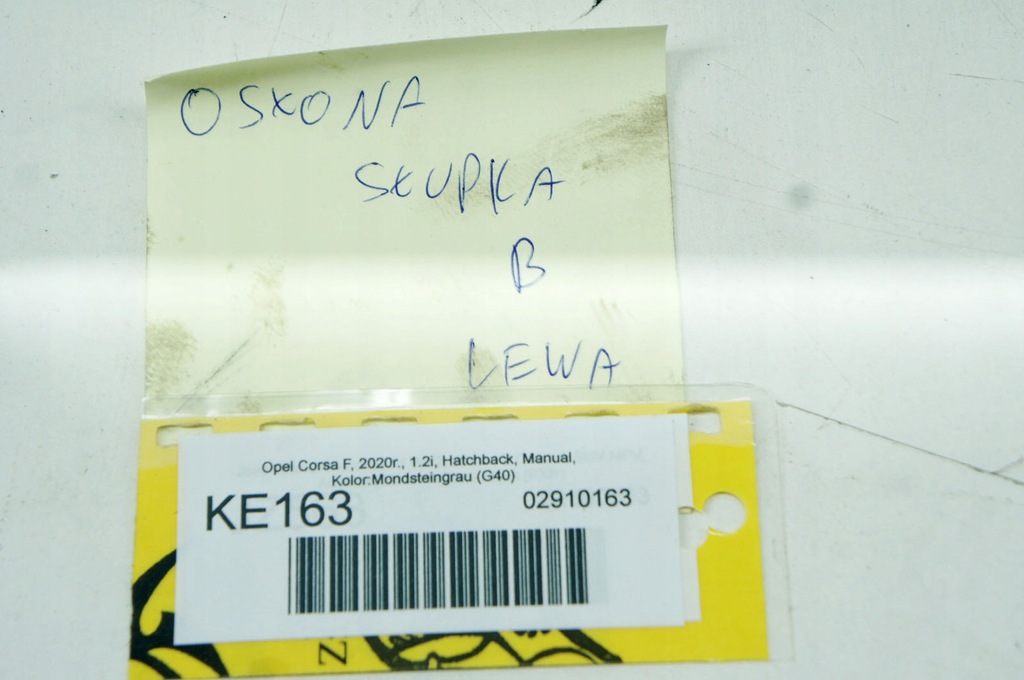 OSŁONA
SŁUPKA
B
LEWA
Opel Corsa F, 2020r., 1.2i, Hatchback, Manual,
Kolor:Mondsteingrau (G40)
KE163
02910163
Z